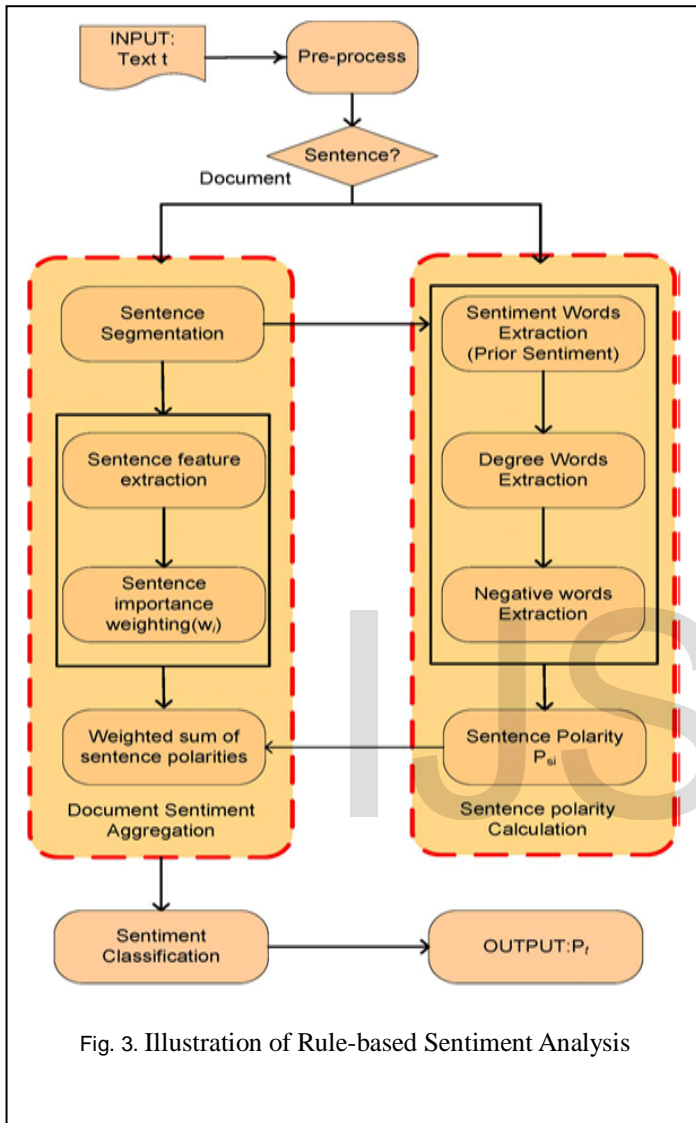 INPUT:
Text t
Pre-process
Sentence?
Document
Sentence
Segmentation
Sentence feature
extraction
Sentence
importance
weighting(wᵢ)
Weighted sum of
sentence polarities
Document Sentiment
Aggregation
Sentiment Words
Extraction
(Prior Sentiment)
Degree Words
Extraction
Negative words
Extraction
Sentence Polarity
Pₛᵢ
Sentence polarity
Calculation
Sentiment
Classification
OUTPUT:Pₜ
IJS
Fig. 3. Illustration of Rule-based Sentiment Analysis